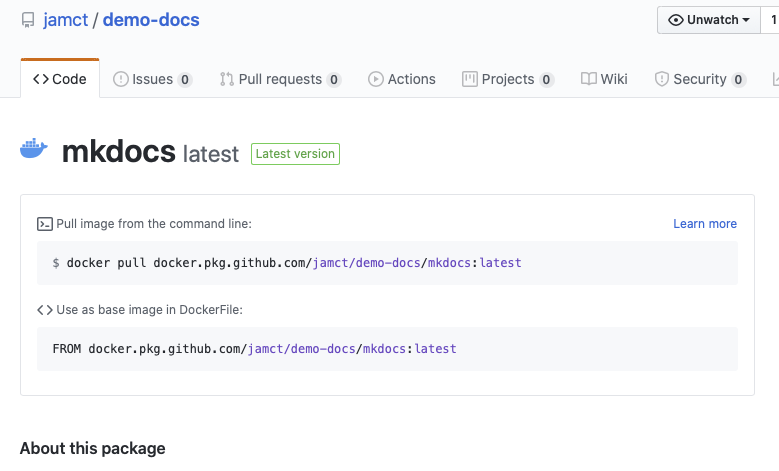 jamct / demo-docs
Unwatch 1
Code Issues 0 Pull requests 0 Actions Projects 0 Wiki Security 0
mkdocs latest Latest version
Pull image from the command line: Learn more
$ docker pull docker.pkg.github.com/jamct/demo-docs/mkdocs:latest
Use as base image in DockerFile:
FROM docker.pkg.github.com/jamct/demo-docs/mkdocs:latest
About this package